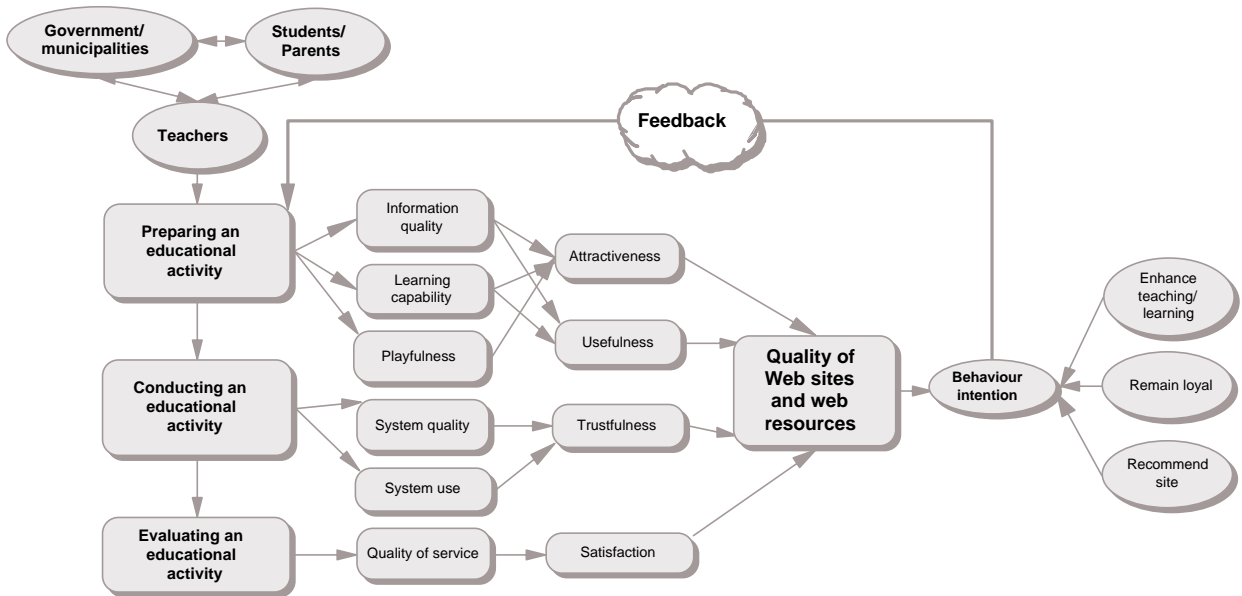 Government/
municipalities
Students/
Parents
Teachers
Feedback
Preparing an
educational
activity
Information
quality
Learning
capability
Playfulness
Attractiveness
Usefulness
Conducting an
educational
activity
System quality
System use
Trustfulness
Evaluating an
educational
activity
Quality of service
Satisfaction
Quality of
Web sites
and web
resources
Behaviour
intention
Enhance
teaching/
learning
Remain loyal
Recommend
site